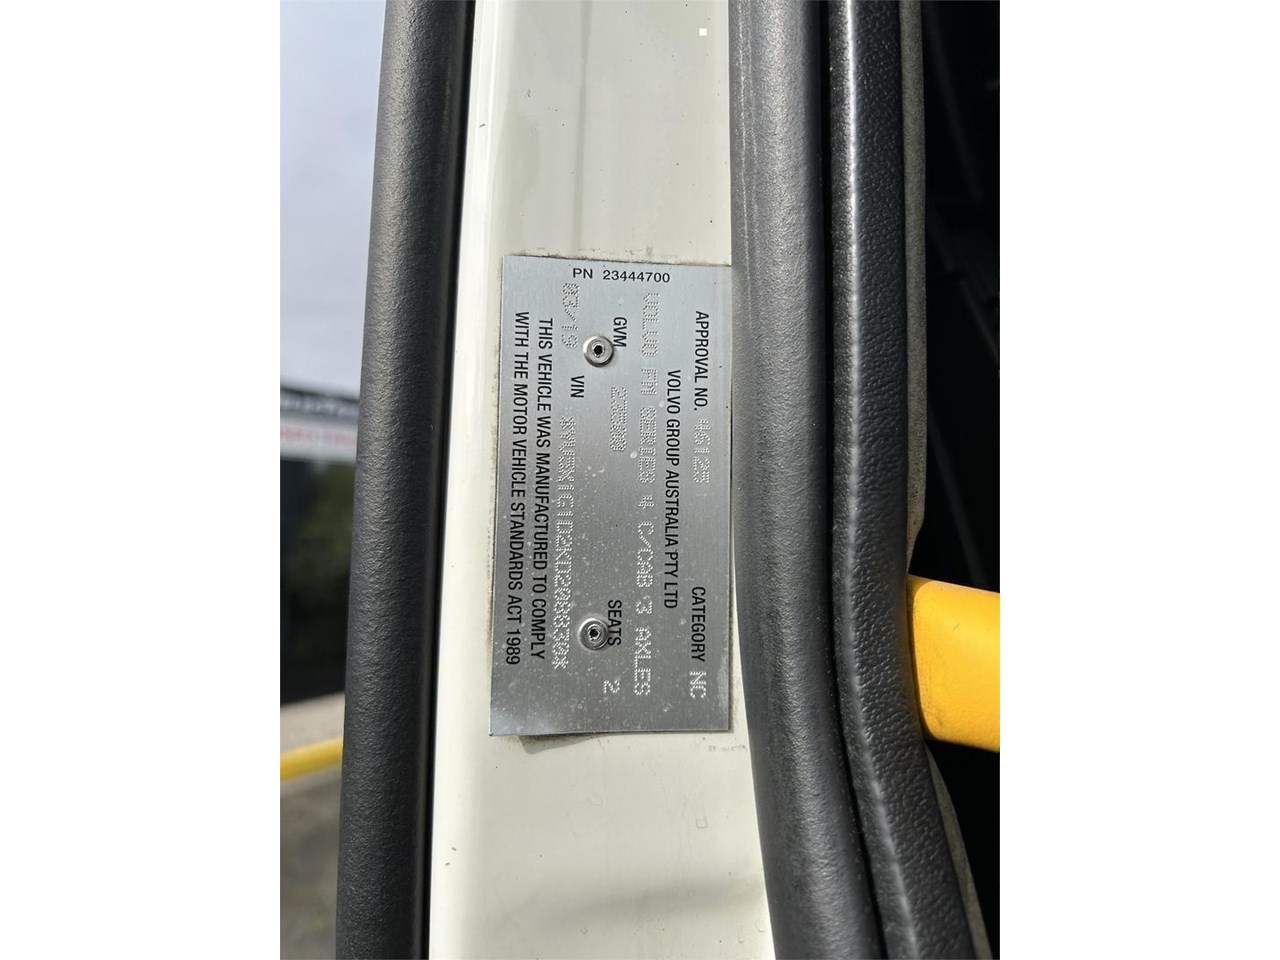 PN 23444700
APPROVAL NO. 46125 CATEGORY NC
VOLVO GROUP AUSTRALIA PTY LTD
VOLVO FM SERIES 4 C/CAB 3 AXLES
GVM SEATS 2
03/19 VIN
THIS VEHICLE WAS MANUFACTURED TO COMPLY
WITH THE MOTOR VEHICLE STANDARDS ACT 1989